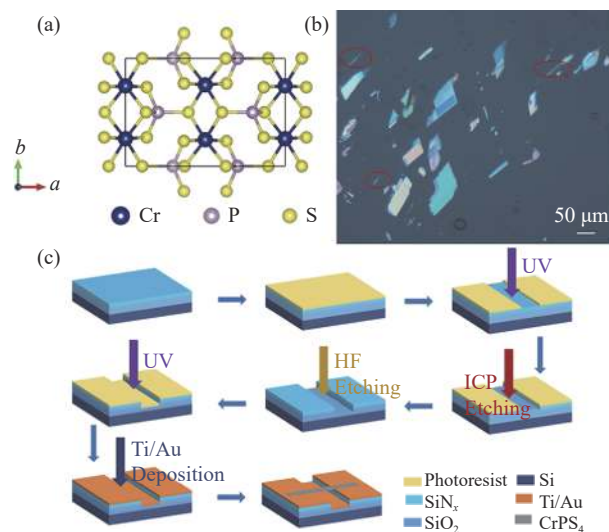 (a)
b
a
Cr P S
(b)
50 μm
(c)
UV
UV
HF
Etching
ICP
Etching
Ti/Au
Deposition
Photoresist Si
SiNₓ Ti/Au
SiO₂ CrPS₄